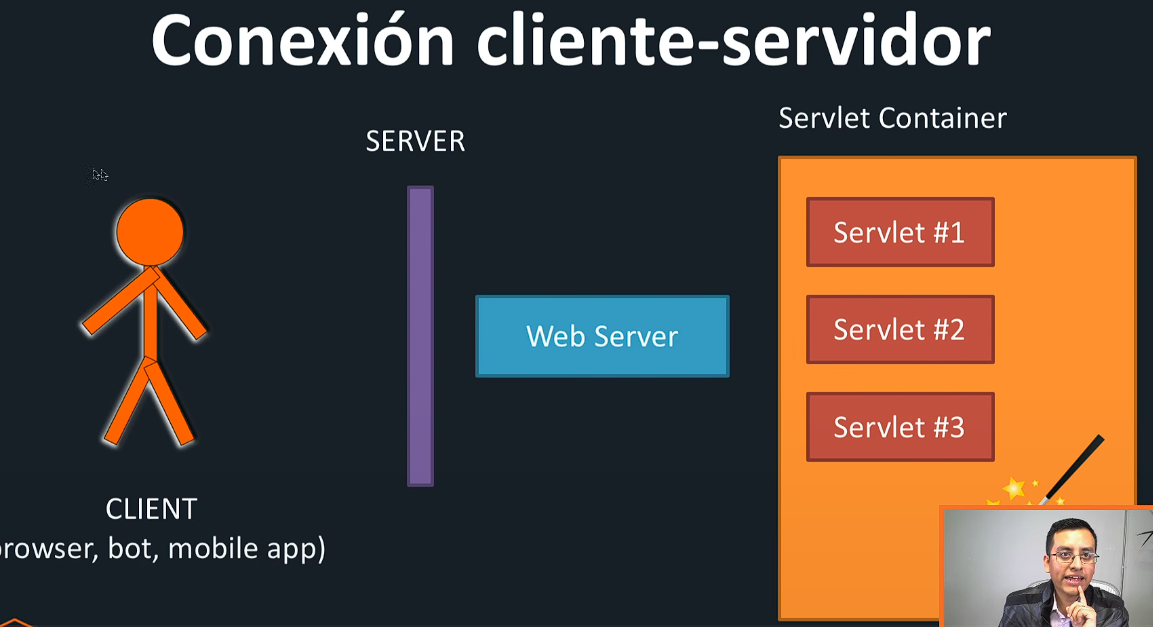 Conexión cliente-servidor
Servlet Container
SERVER
Servlet #1
Servlet #2
Web Server
Servlet #3
CLIENT
rowser, bot, mobile app)